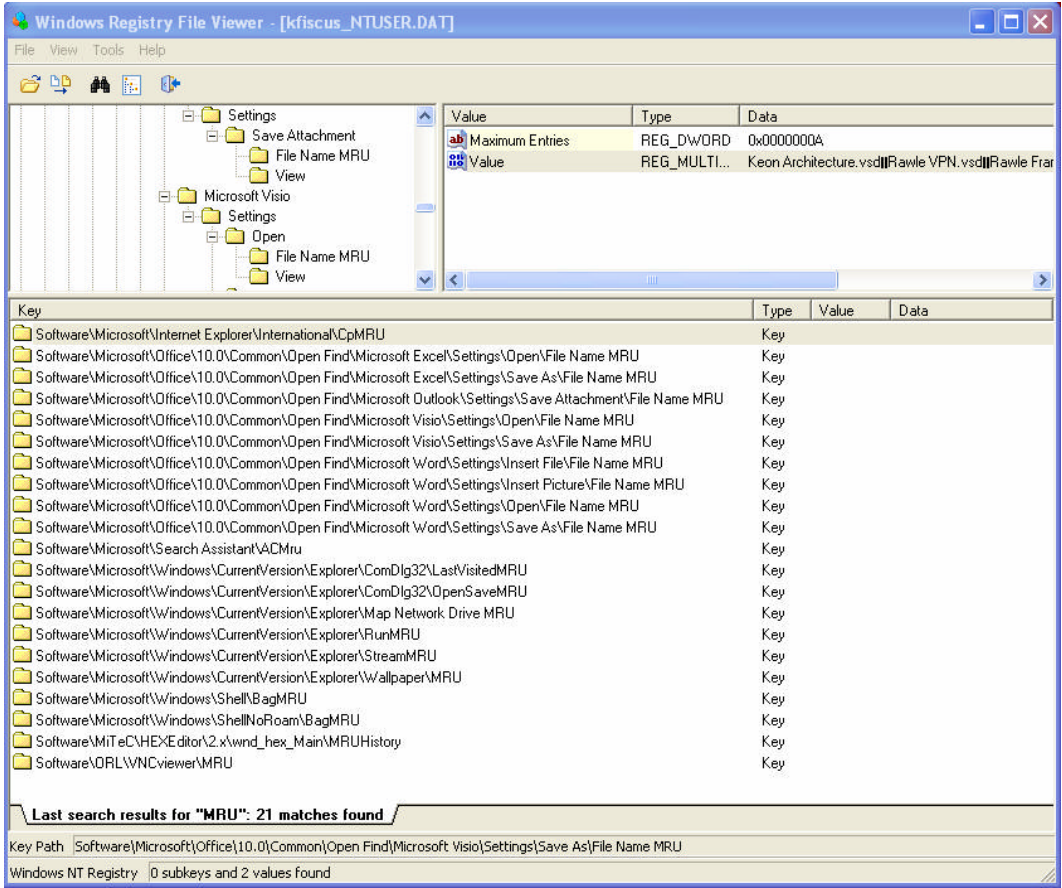 Windows Registry File Viewer - [kfiscus_NTUSER.DAT]
File View Tools Help
Settings
Save Attachment
File Name MRU
View
Microsoft Visio
Settings
Open
File Name MRU
View
Value Type Data
Maximum Entries REG_DWORD 0x0000000A
Value REG_MULTI... Keon Architecture.vsd||Rawle VPN.vsd||Rawle Frar
Key Type Value Data
Software\Microsoft\Internet Explorer\International\CpMRU Key
Software\Microsoft\Office\10.0\Common\Open Find\Microsoft Excel\Settings\Open\File Name MRU Key
Software\Microsoft\Office\10.0\Common\Open Find\Microsoft Excel\Settings\Save As\File Name MRU Key
Software\Microsoft\Office\10.0\Common\Open Find\Microsoft Outlook\Settings\Save Attachment\File Name MRU Key
Software\Microsoft\Office\10.0\Common\Open Find\Microsoft Visio\Settings\Open\File Name MRU Key
Software\Microsoft\Office\10.0\Common\Open Find\Microsoft Visio\Settings\Save As\File Name MRU Key
Software\Microsoft\Office\10.0\Common\Open Find\Microsoft Word\Settings\Insert File\File Name MRU Key
Software\Microsoft\Office\10.0\Common\Open Find\Microsoft Word\Settings\Insert Picture\File Name MRU Key
Software\Microsoft\Office\10.0\Common\Open Find\Microsoft Word\Settings\Open\File Name MRU Key
Software\Microsoft\Office\10.0\Common\Open Find\Microsoft Word\Settings\Save As\File Name MRU Key
Software\Microsoft\Search Assistant\ACMru Key
Software\Microsoft\Windows\CurrentVersion\Explorer\ComDlg32\LastVisitedMRU Key
Software\Microsoft\Windows\CurrentVersion\Explorer\ComDlg32\OpenSaveMRU Key
Software\Microsoft\Windows\CurrentVersion\Explorer\Map Network Drive MRU Key
Software\Microsoft\Windows\CurrentVersion\Explorer\RunMRU Key
Software\Microsoft\Windows\CurrentVersion\Explorer\StreamMRU Key
Software\Microsoft\Windows\CurrentVersion\Explorer\Wallpaper\MRU Key
Software\Microsoft\Windows\Shell\BagMRU Key
Software\Microsoft\Windows\ShellNoRoam\BagMRU Key
Software\MiTeC\HEXEditor\2.x\wnd_hex_Main\MRUHistory Key
Software\ORL\VNCviewer\MRU Key
Last search results for "MRU": 21 matches found
Key Path Software\Microsoft\Office\10.0\Common\Open Find\Microsoft Visio\Settings\Save As\File Name MRU
Windows NT Registry 0 subkeys and 2 values found